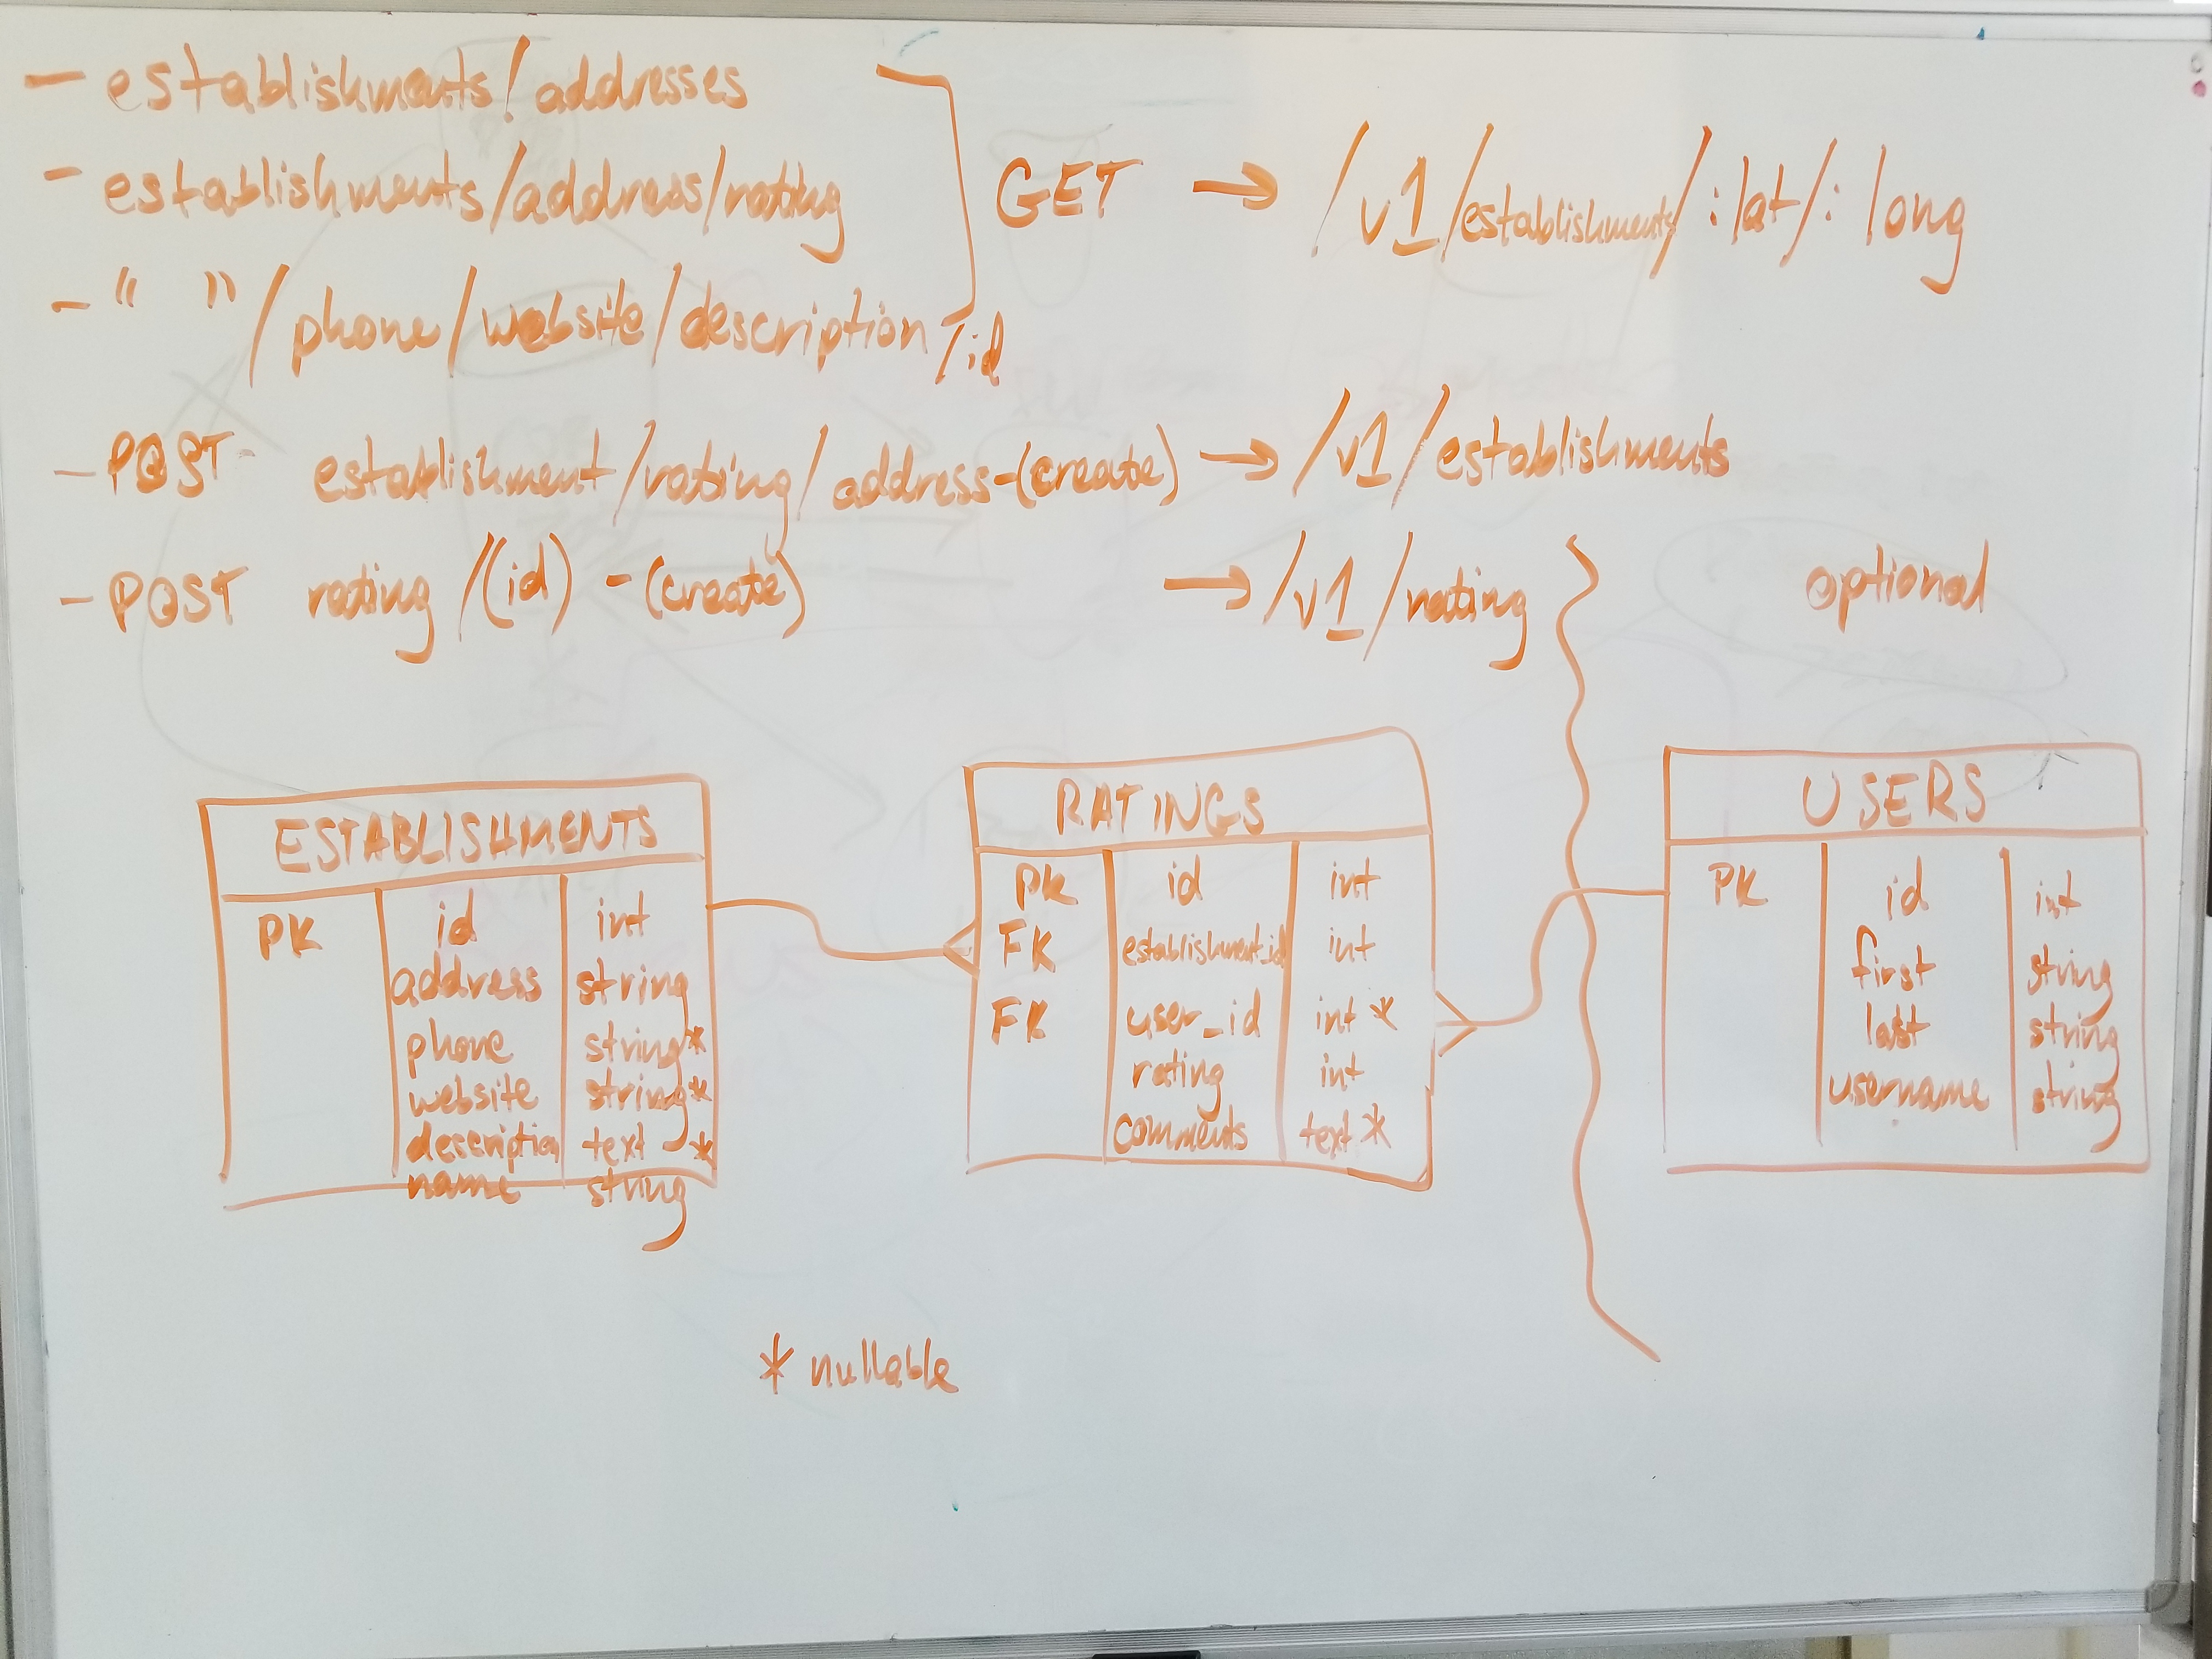 - establishments/addresses
- establishments/address/rating
GET → /v1/establishments/:lat/:long
- " " /phone/website/description/id
- POST establishment/rating/address-(create) → /v1/establishments
- POST rating/(id) - (create) → /v1/rating
optional
ESTABLISHMENTS
PK id int
address string
phone string*
website string*
description text *
name string
RATINGS
PK id int
FK establishment_id int
FK user_id int *
rating int
comments text *
USERS
PK id int
first string
last string
username string
* nullable